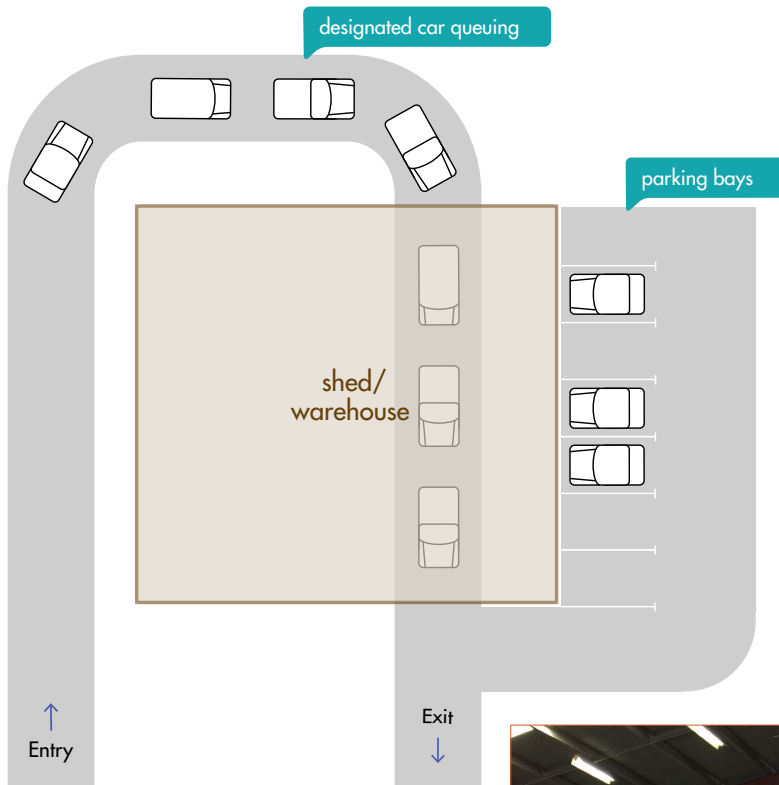 designated car queuing
parking bays
shed/
warehouse
Exit
Entry